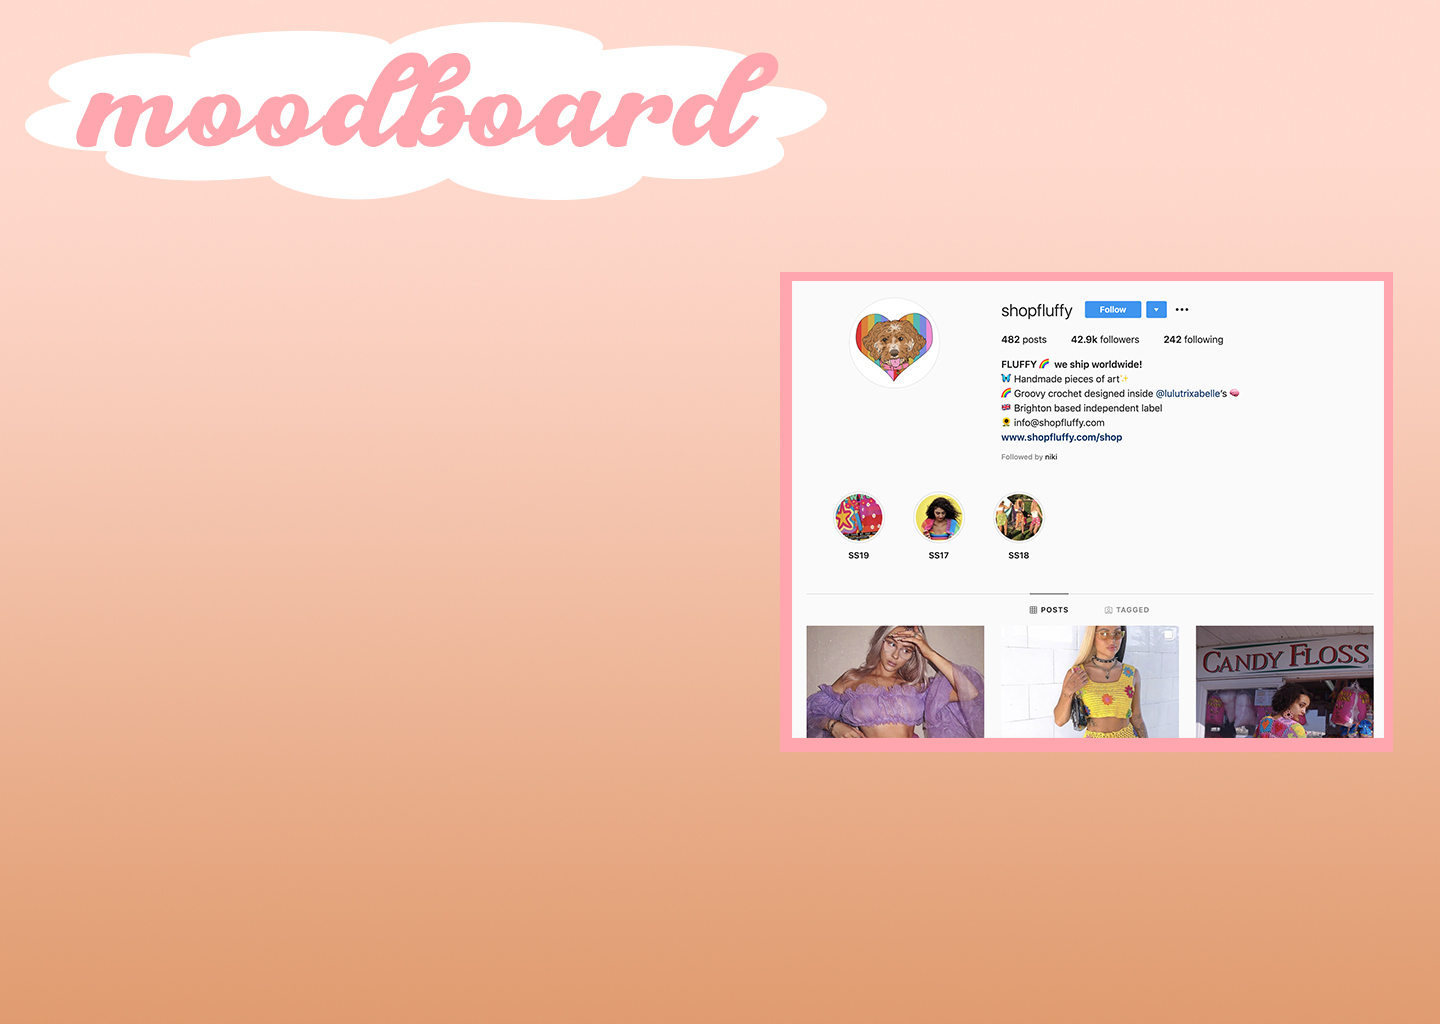 moodboard
shopfluffy Follow
482 posts 42.9k followers 242 following
FLUFFY 🌈 we ship worldwide!
🦋 Handmade pieces of art✨
🌈 Groovy crochet designed inside @lulutrixabelle's 🧠
🇬🇧 Brighton based independent label
🌻 info@shopfluffy.com
www.shopfluffy.com/shop
Followed by niki
SS19 SS17 SS18
POSTS TAGGED
CANDY FLOSS